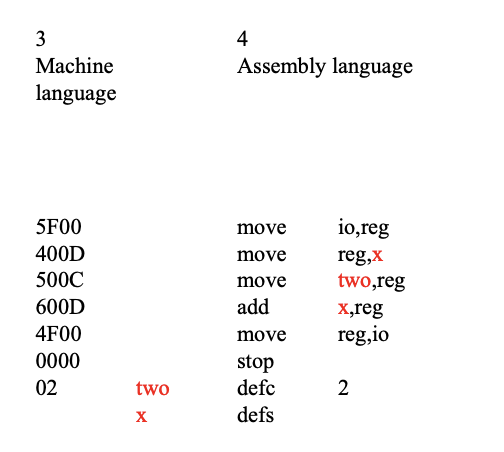 3 4
Machine Assembly language
language
5F00 move io,reg
400D move reg,x
500C move two,reg
600D add x,reg
4F00 move reg,io
0000 stop
02 two defc 2
x defs